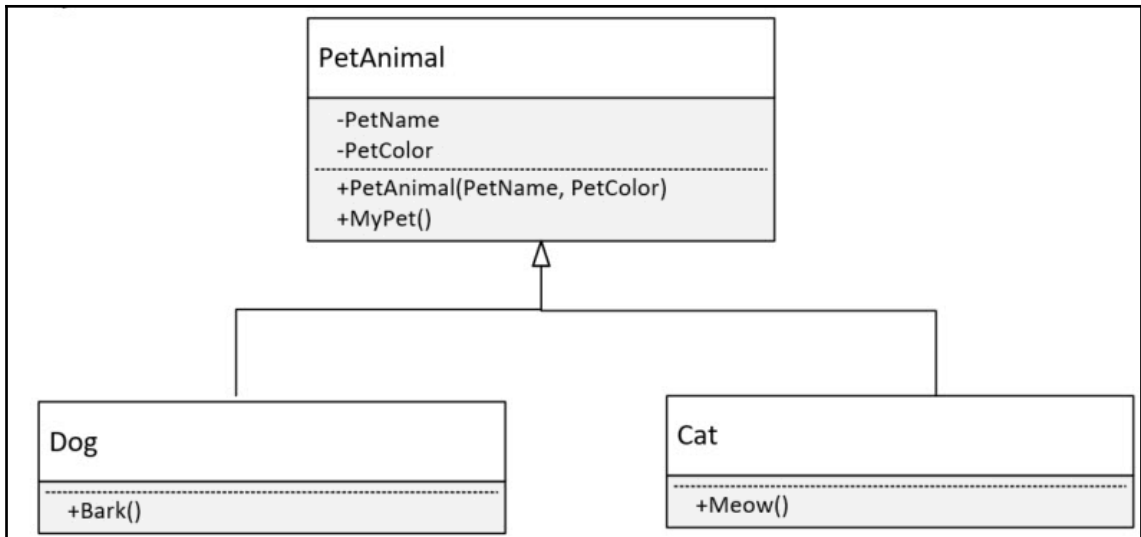 PetAnimal
-PetName
-PetColor
+PetAnimal(PetName, PetColor)
+MyPet()
Dog
+Bark()
Cat
+Meow()